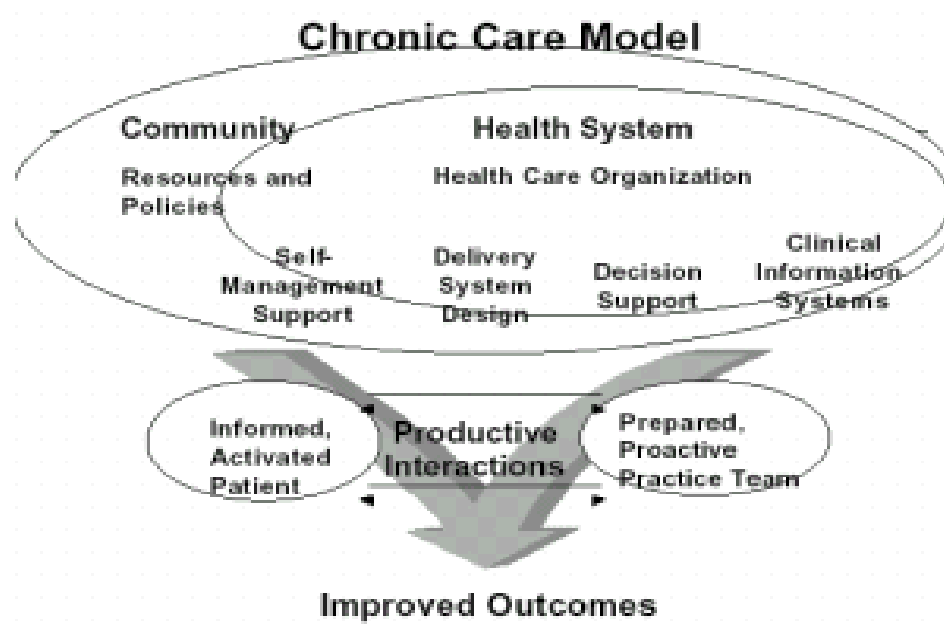 Chronic Care Model
Community
Health System
Resources and
Policies
Health Care Organization
Self-
Management
Support
Delivery
System
Design
Decision
Support
Clinical
Information
Systems
Informed,
Activated
Patient
Productive
Interactions
Prepared,
Proactive
Practice Team
Improved Outcomes